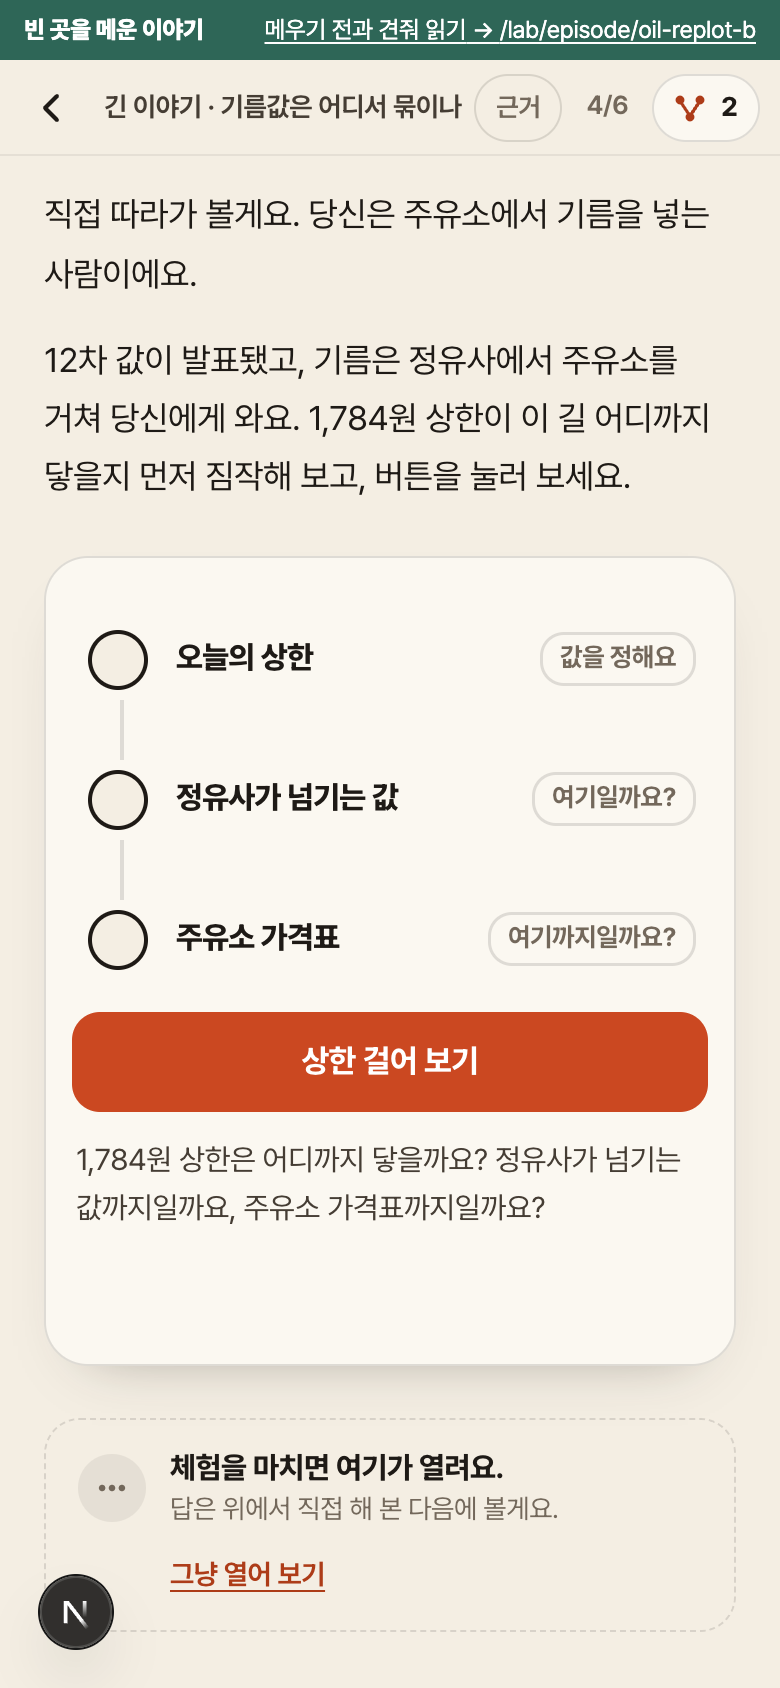 빈 곳을 메운 이야기
메우기 전과 견줘 읽기 → /lab/episode/oil-replot-b
긴 이야기 · 기름값은 어디서 묶이나
근거
4/6
2
직접 따라가 볼게요. 당신은 주유소에서 기름을 넣는
사람이에요.
12차 값이 발표됐고, 기름은 정유사에서 주유소를
거쳐 당신에게 와요. 1,784원 상한이 이 길 어디까지
닿을지 먼저 짐작해 보고, 버튼을 눌러 보세요.
오늘의 상한
값을 정해요
정유사가 넘기는 값
여기일까요?
주유소 가격표
여기까지일까요?
상한 걸어 보기
1,784원 상한은 어디까지 닿을까요? 정유사가 넘기는
값까지일까요, 주유소 가격표까지일까요?
체험을 마치면 여기가 열려요.
답은 위에서 직접 해 본 다음에 볼게요.
그냥 열어 보기
N